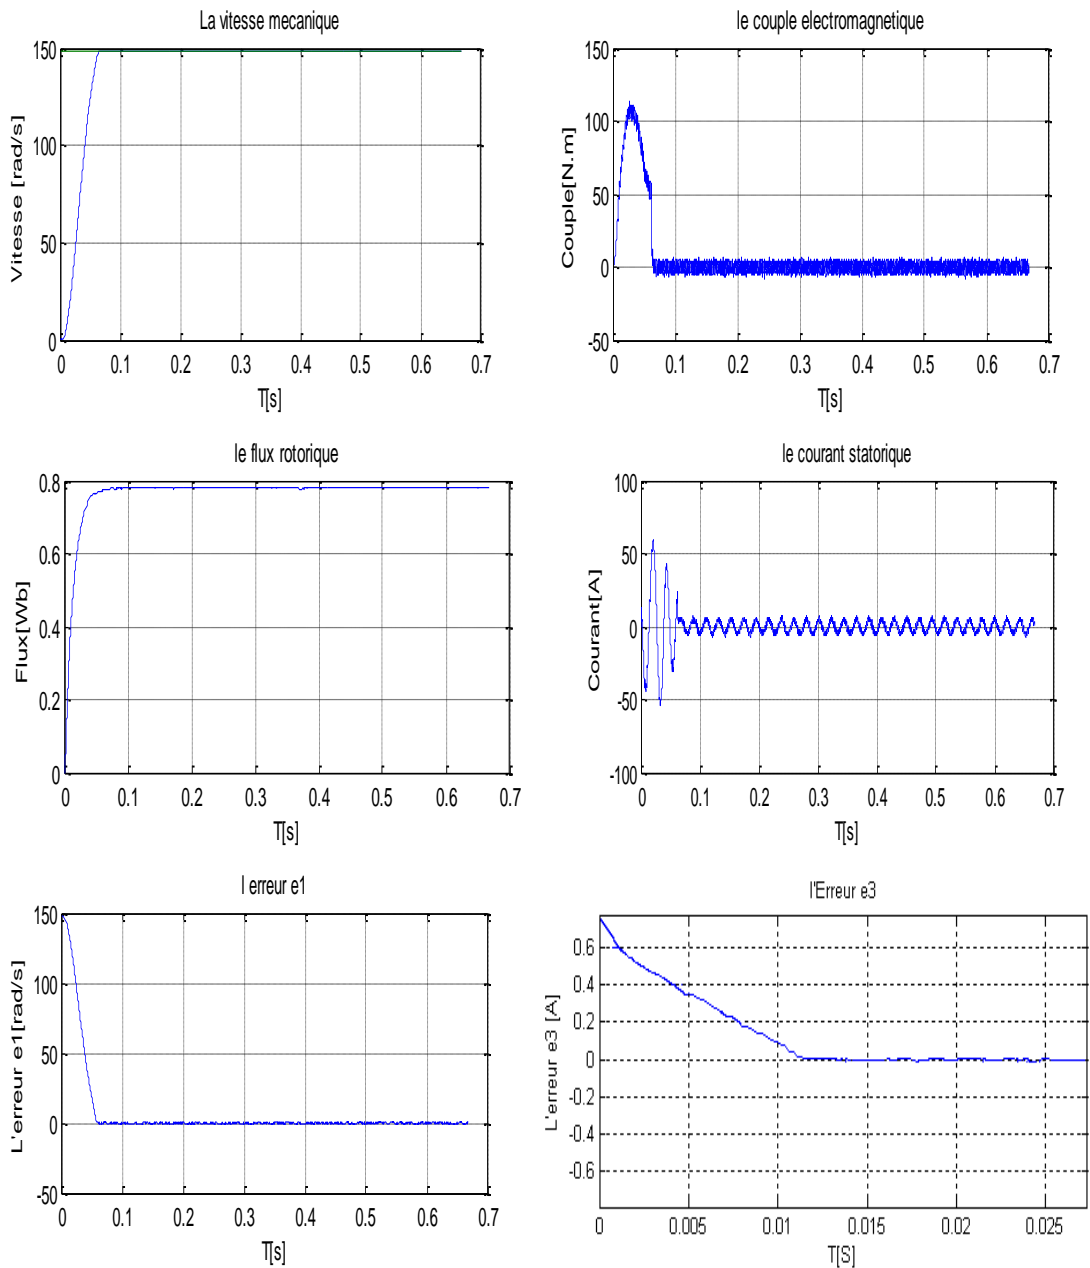 La vitesse mecanique
150
100
50
0
Vitesse [rad/s]
0 0.1 0.2 0.3 0.4 0.5 0.6 0.7
T[s]
le couple electromagnetique
150
100
50
0
-50
Couple[N.m]
0 0.1 0.2 0.3 0.4 0.5 0.6 0.7
T[s]
le flux rotorique
0.8
0.6
0.4
0.2
0
Flux[Wb]
0 0.1 0.2 0.3 0.4 0.5 0.6 0.7
T[s]
le courant statorique
100
50
0
-50
-100
Courant[A]
0 0.1 0.2 0.3 0.4 0.5 0.6 0.7
T[s]
l erreur e1
150
100
50
0
-50
L'erreur e1[rad/s]
0 0.1 0.2 0.3 0.4 0.5 0.6 0.7
T[s]
l'Erreur e3
0.6
0.4
0.2
0
-0.2
-0.4
-0.6
L'erreur e3 [A]
0 0.005 0.01 0.015 0.02 0.025
T[S]